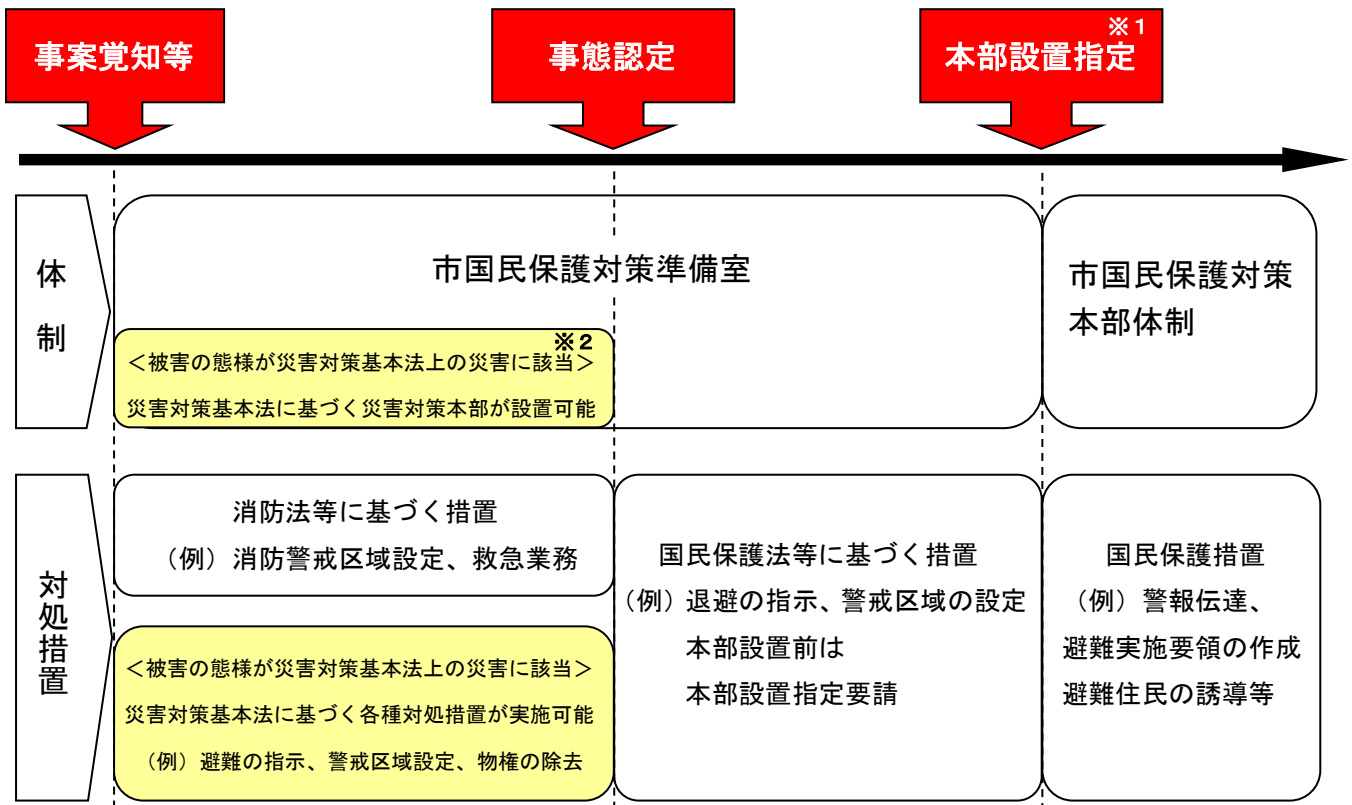 事案覚知等
事態認定
※1
本部設置指定
体制
市国民保護対策準備室
※2
<被害の態様が災害対策基本法上の災害に該当>
災害対策基本法に基づく災害対策本部が設置可能
市国民保護対策
本部体制
対処措置
消防法等に基づく措置
(例)消防警戒区域設定、救急業務
<被害の態様が災害対策基本法上の災害に該当>
災害対策基本法に基づく各種対処措置が実施可能
(例)避難の指示、警戒区域設定、物権の除去
国民保護法等に基づく措置
(例)退避の指示、警戒区域の設定
本部設置前は
本部設置指定要請
国民保護措置
(例)警報伝達、
避難実施要領の作成
避難住民の誘導等